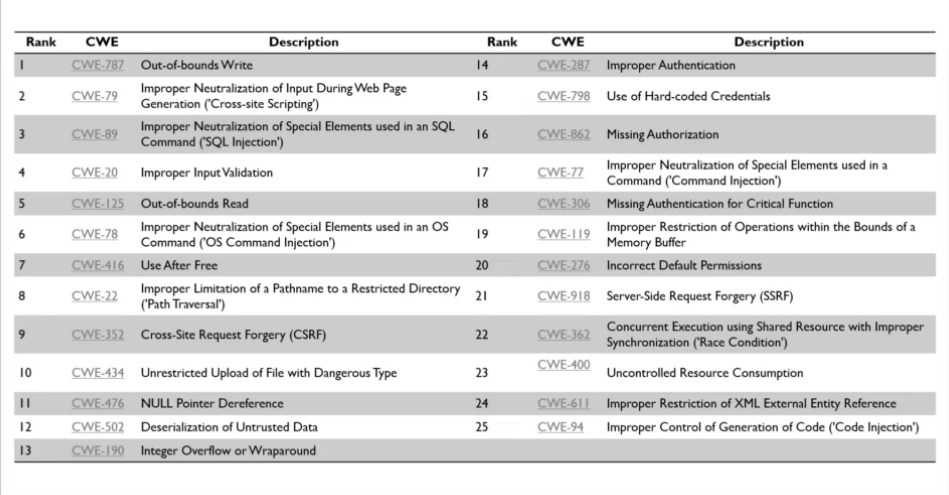 Rank CWE Description Rank CWE Description
1 CWE-787 Out-of-bounds Write 14 CWE-287 Improper Authentication
2 CWE-79 Improper Neutralization of Input During Web Page
Generation ('Cross-site Scripting') 15 CWE-798 Use of Hard-coded Credentials
3 CWE-89 Improper Neutralization of Special Elements used in an SQL
Command ('SQL Injection') 16 CWE-862 Missing Authorization
4 CWE-20 Improper Input Validation 17 CWE-77 Improper Neutralization of Special Elements used in a
Command ('Command Injection')
5 CWE-125 Out-of-bounds Read 18 CWE-306 Missing Authentication for Critical Function
6 CWE-78 Improper Neutralization of Special Elements used in an OS
Command ('OS Command Injection') 19 CWE-119 Improper Restriction of Operations within the Bounds of a
Memory Buffer
7 CWE-416 Use After Free 20 CWE-276 Incorrect Default Permissions
8 CWE-22 Improper Limitation of a Pathname to a Restricted Directory
('Path Traversal') 21 CWE-918 Server-Side Request Forgery (SSRF)
9 CWE-352 Cross-Site Request Forgery (CSRF) 22 CWE-362 Concurrent Execution using Shared Resource with Improper
Synchronization ('Race Condition')
10 CWE-434 Unrestricted Upload of File with Dangerous Type 23 CWE-400 Uncontrolled Resource Consumption
11 CWE-476 NULL Pointer Dereference 24 CWE-611 Improper Restriction of XML External Entity Reference
12 CWE-502 Deserialization of Untrusted Data 25 CWE-94 Improper Control of Generation of Code ('Code Injection')
13 CWE-190 Integer Overflow or Wraparound